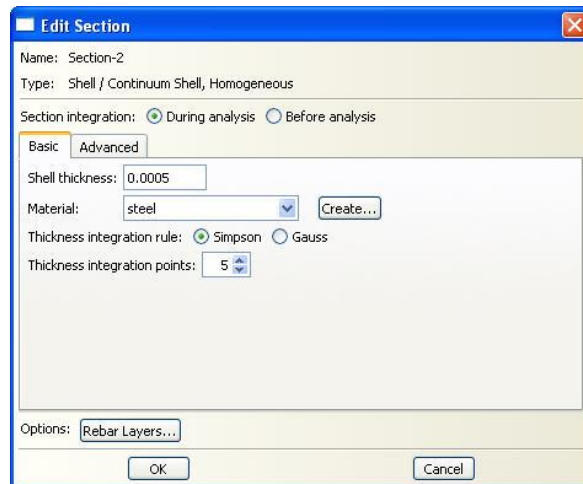 Edit Section
Name: Section-2
Type: Shell / Continuum Shell, Homogeneous
Section integration: During analysis Before analysis
Basic Advanced
Shell thickness: 0.0005
Material: steel Create...
Thickness integration rule: Simpson Gauss
Thickness integration points: 5
Options: Rebar Layers...
OK Cancel